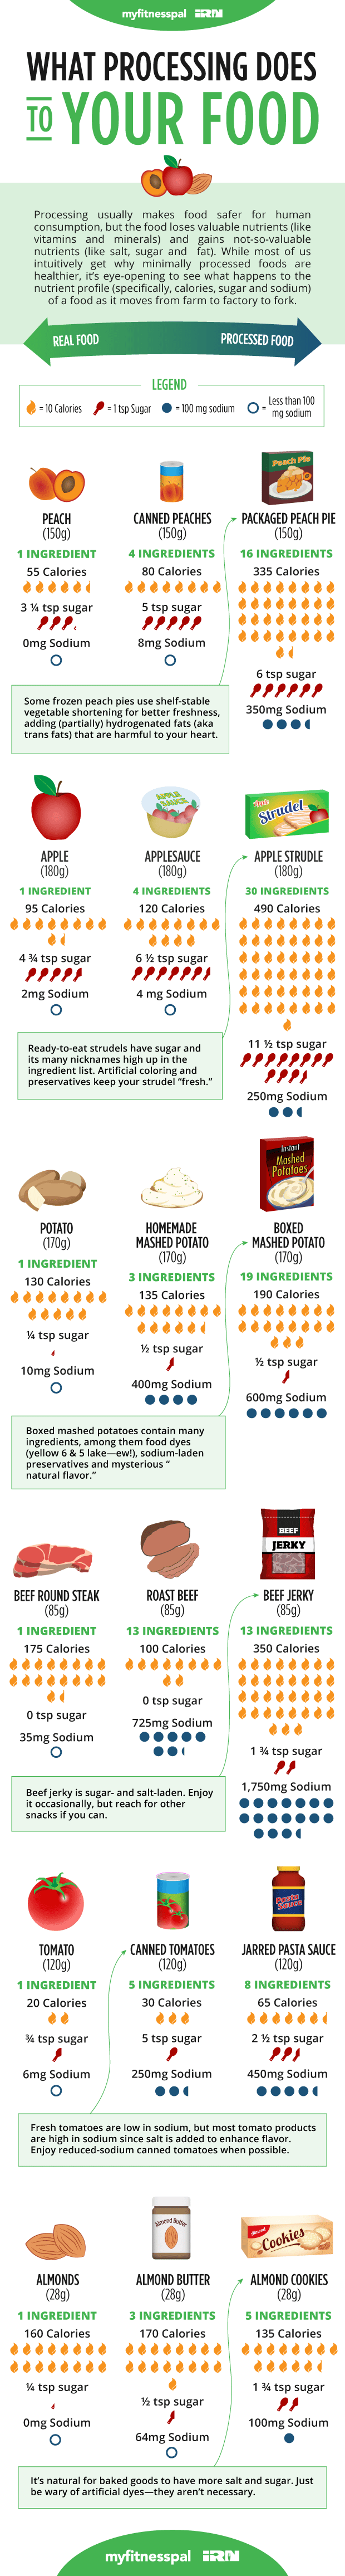 myfitnesspal IRN
WHAT PROCESSING DOES
TO YOUR FOOD
Processing usually makes food safer for human
consumption, but the food loses valuable nutrients (like
vitamins and minerals) and gains not-so-valuable
nutrients (like salt, sugar and fat). While most of us
intuitively get why minimally processed foods are
healthier, it's eye-opening to see what happens to the
nutrient profile (specifically, calories, sugar and sodium)
of a food as it moves from farm to factory to fork.
REAL FOOD
PROCESSED FOOD
LEGEND
= 10 Calories
= 1 tsp Sugar
= 100 mg sodium
= Less than 100
mg sodium
Peach Pie
PEACH
(150g)
1 INGREDIENT
55 Calories
3 ¼ tsp sugar
0mg Sodium
CANNED PEACHES
(150g)
4 INGREDIENTS
80 Calories
5 tsp sugar
8mg Sodium
PACKAGED PEACH PIE
(150g)
16 INGREDIENTS
335 Calories
6 tsp sugar
350mg Sodium
Some frozen peach pies use shelf-stable
vegetable shortening for better freshness,
adding (partially) hydrogenated fats (aka
trans fats) that are harmful to your heart.
APPLE
SAUCE
apple
Strudel
APPLE
(180g)
1 INGREDIENT
95 Calories
4 ¾ tsp sugar
2mg Sodium
APPLESAUCE
(180g)
4 INGREDIENTS
120 Calories
6 ½ tsp sugar
4 mg Sodium
APPLE STRUDLE
(180g)
30 INGREDIENTS
490 Calories
11 ½ tsp sugar
250mg Sodium
Ready-to-eat strudels have sugar and
its many nicknames high up in the
ingredient list. Artificial coloring and
preservatives keep your strudel "fresh."
Instant
Mashed
Potatoes
POTATO
(170g)
1 INGREDIENT
130 Calories
¼ tsp sugar
10mg Sodium
HOMEMADE
MASHED POTATO
(170g)
3 INGREDIENTS
135 Calories
½ tsp sugar
400mg Sodium
BOXED
MASHED POTATO
(170g)
19 INGREDIENTS
190 Calories
½ tsp sugar
600mg Sodium
Boxed mashed potatoes contain many
ingredients, among them food dyes
(yellow 6 & 5 lake—ew!), sodium-laden
preservatives and mysterious "
natural flavor."
BEEF
JERKY
BEEF ROUND STEAK
(85g)
1 INGREDIENT
175 Calories
0 tsp sugar
35mg Sodium
ROAST BEEF
(85g)
13 INGREDIENTS
100 Calories
0 tsp sugar
725mg Sodium
BEEF JERKY
(85g)
13 INGREDIENTS
350 Calories
1 ¾ tsp sugar
1,750mg Sodium
Beef jerky is sugar- and salt-laden. Enjoy
it occasionally, but reach for other
snacks if you can.
Pasta
Sauce
TOMATO
(120g)
1 INGREDIENT
20 Calories
¾ tsp sugar
6mg Sodium
CANNED TOMATOES
(120g)
5 INGREDIENTS
30 Calories
5 tsp sugar
250mg Sodium
JARRED PASTA SAUCE
(120g)
8 INGREDIENTS
65 Calories
2 ½ tsp sugar
450mg Sodium
Fresh tomatoes are low in sodium, but most tomato products
are high in sodium since salt is added to enhance flavor.
Enjoy reduced-sodium canned tomatoes when possible.
Almond Butter
Almond
Cookies
ALMONDS
(28g)
1 INGREDIENT
160 Calories
¼ tsp sugar
0mg Sodium
ALMOND BUTTER
(28g)
3 INGREDIENTS
170 Calories
½ tsp sugar
64mg Sodium
ALMOND COOKIES
(28g)
5 INGREDIENTS
135 Calories
1 ¾ tsp sugar
100mg Sodium
It's natural for baked goods to have more salt and sugar. Just
be wary of artificial dyes—they aren't necessary.
myfitnesspal IRN